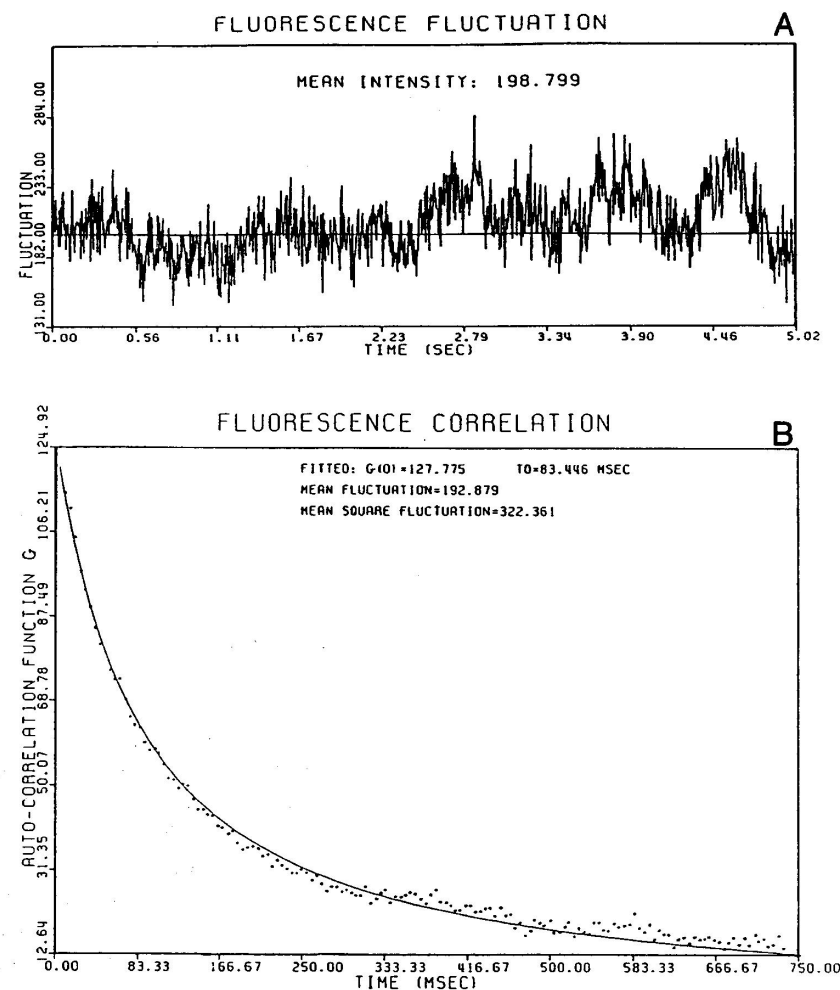 FLUORESCENCE FLUCTUATION
A
MEAN INTENSITY: 198.799
FLUCTUATION
284.00
233.00
182.00
131.00
0.00 0.56 1.11 1.67 2.23 2.79 3.34 3.90 4.46 5.02
TIME (SEC)
FLUORESCENCE CORRELATION
B
FITTED: G(0)=127.775 TO=83.446 MSEC
MEAN FLUCTUATION=192.879
MEAN SQUARE FLUCTUATION=322.361
AUTO-CORRELATION FUNCTION G
124.92
106.21
87.49
68.78
50.07
31.35
12.64
0.00 83.33 166.67 250.00 333.33 416.67 500.00 583.33 666.67 750.00
TIME (MSEC)